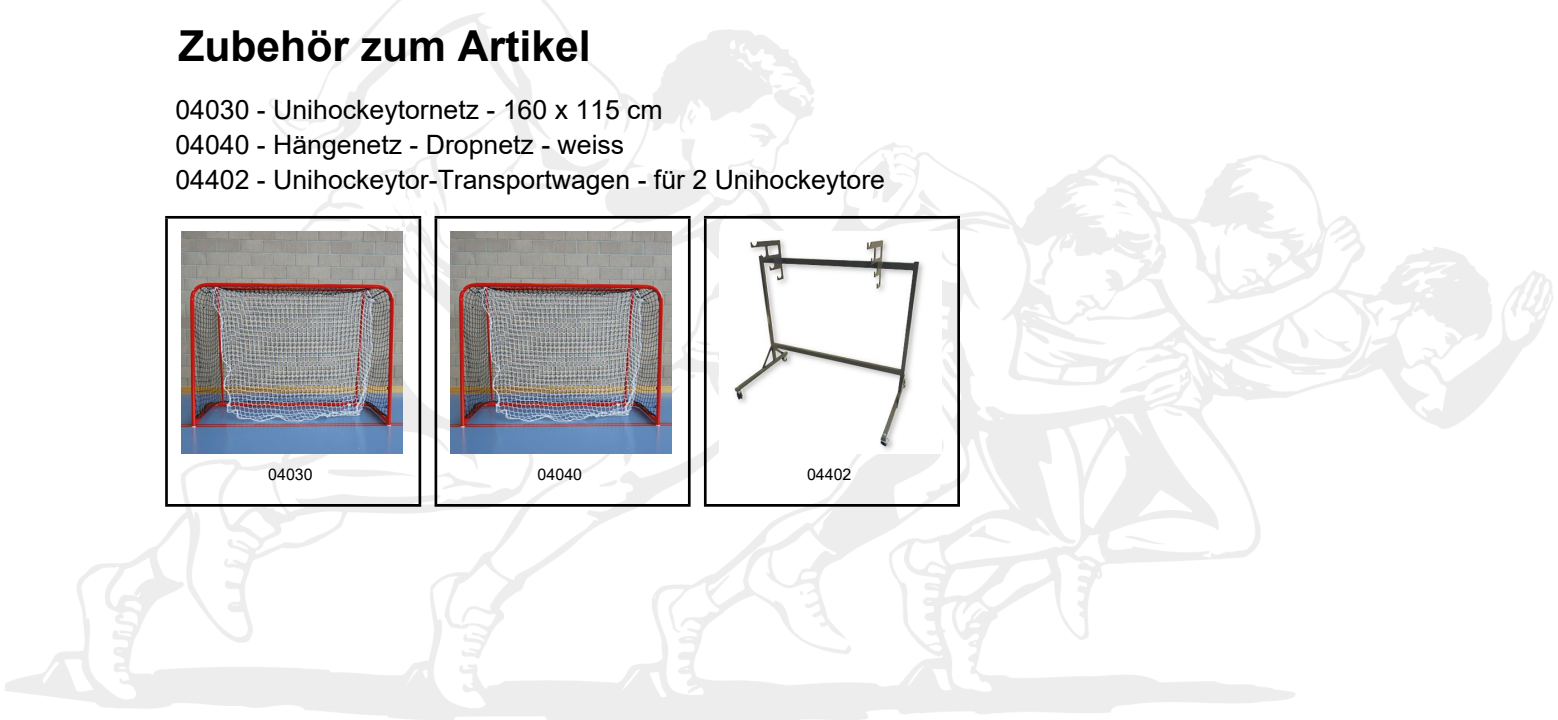 Zubehör zum Artikel
04030 - Unihockeytornetz - 160 x 115 cm
04040 - Hängenetz - Dropnetz - weiss
04402 - Unihockeytor-Transportwagen - für 2 Unihockeytore
04030
04040
04402